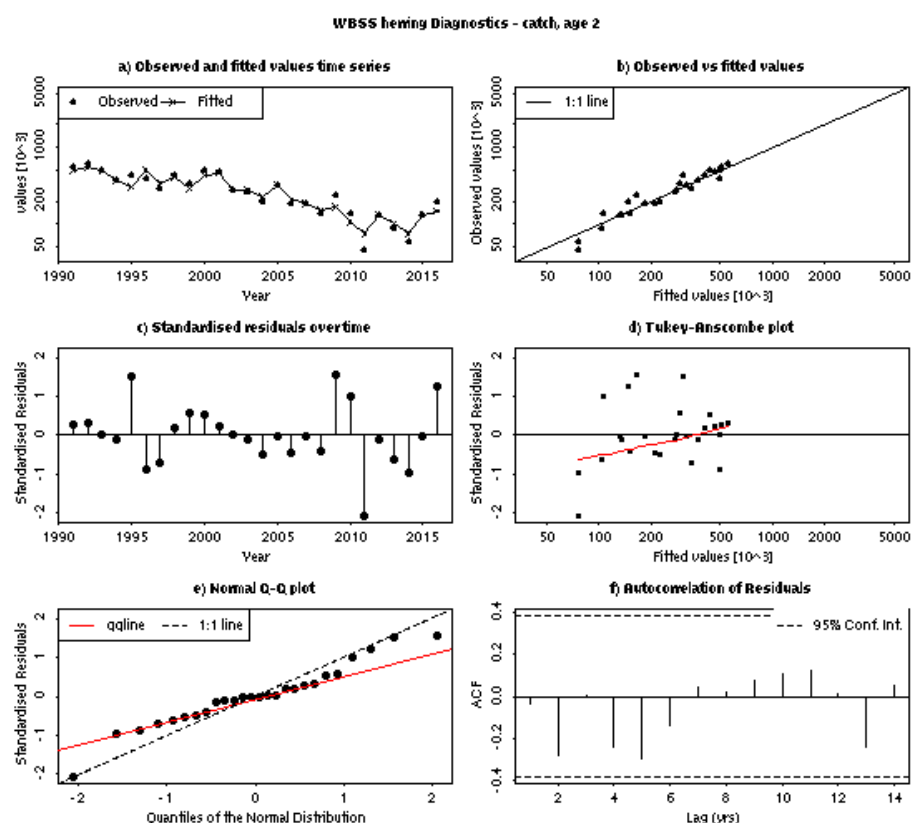 WBSS herring Diagnostics - catch, age 2
a) Observed and fitted values time series
values [10^3]
50 200 1000 5000
Observed Fitted
1990 1995 2000 2005 2010 2015
Year
b) Observed vs fitted values
Observed values [10^3]
50 200 1000 5000
1:1 line
50 100 200 500 1000 2000 5000
Fitted values [10^3]
c) Standardised residuals over time
Standardised Residuals
-2 -1 0 1 2
1990 1995 2000 2005 2010 2015
Year
d) Tukey-Anscombe plot
Standardised Residuals
-2 -1 0 1 2
50 100 200 500 1000 2000 5000
Fitted values [10^3]
e) Normal Q-Q plot
Standardised Residuals
-2 -1 0 1 2
qqline 1:1 line
-2 -1 0 1 2
Quantiles of the Normal Distribution
f) Autocorrelation of Residuals
ACF
-0.4 -0.2 0.0 0.2 0.4
95% Conf. Int.
2 4 6 8 10 12 14
Lag (yrs)